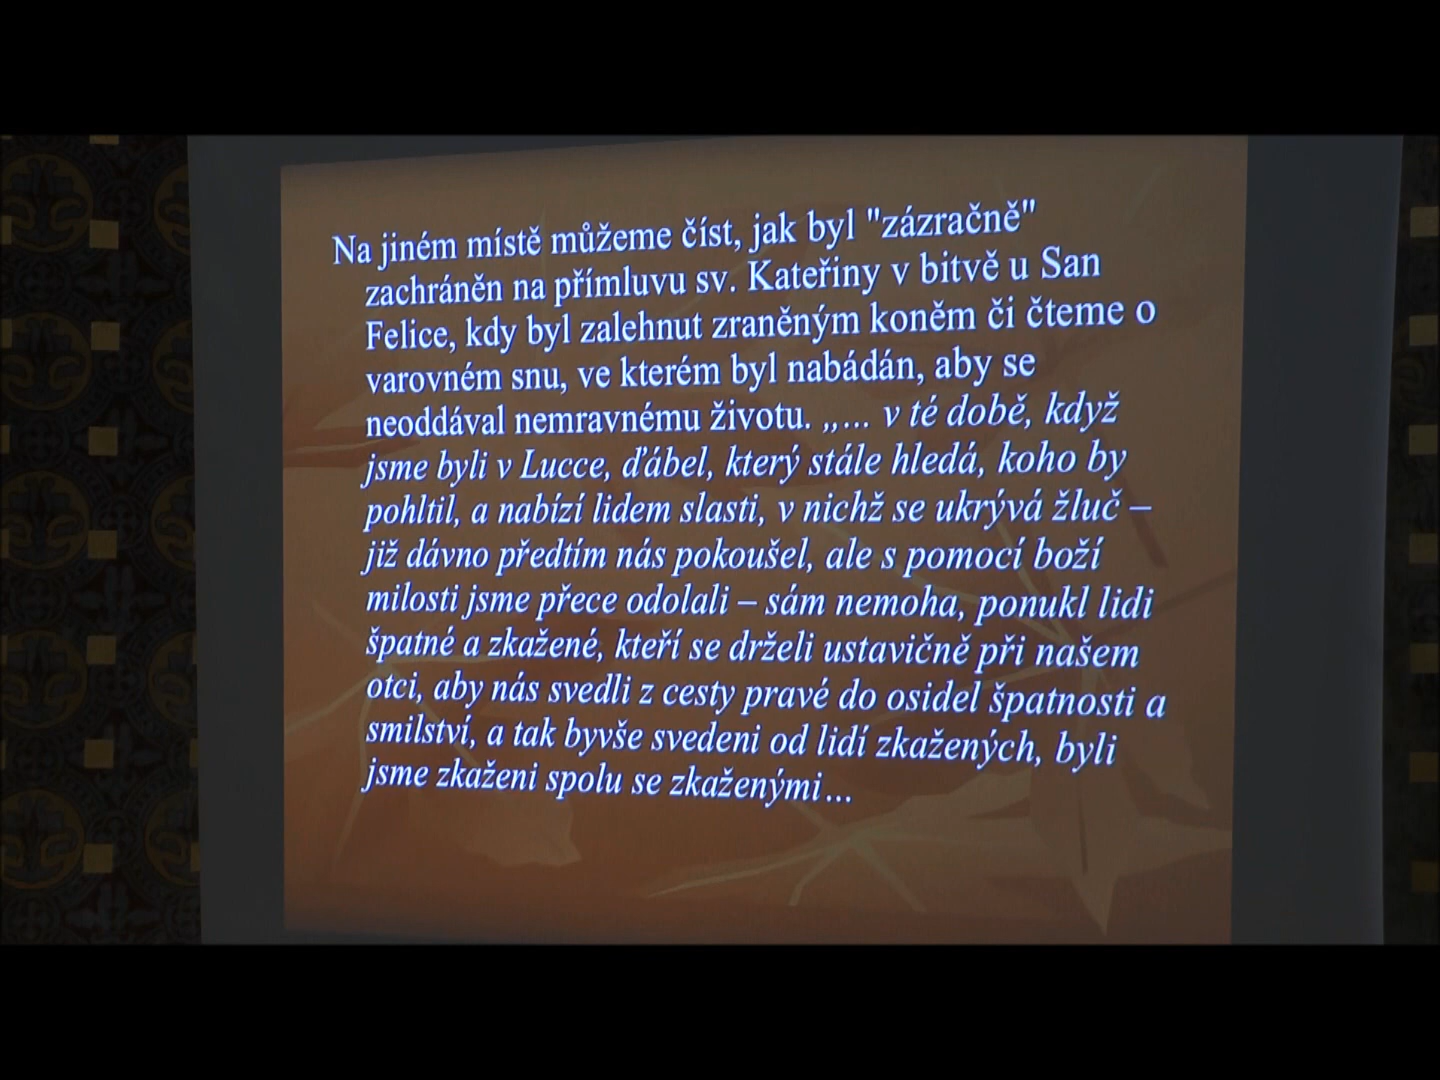 Na jiném místě můžeme číst, jak byl "zázračně"
zachráněn na přímluvu sv. Kateřiny v bitvě u San
Felice, kdy byl zalehnut zraněným koněm či čteme o
varovném snu, ve kterém byl nabádán, aby se
neoddával nemravnému životu. „... v té době, když
jsme byli v Lucce, ďábel, který stále hledá, koho by
pohltil, a nabízí lidem slasti, v nichž se ukrývá žluč –
již dávno předtím nás pokoušel, ale s pomocí boží
milosti jsme přece odolali – sám nemoha, ponukl lidi
špatné a zkažené, kteří se drželi ustavičně při našem
otci, aby nás svedli z cesty pravé do osidel špatnosti a
smilství, a tak byvše svedeni od lidí zkažených, byli
jsme zkaženi spolu se zkaženými...